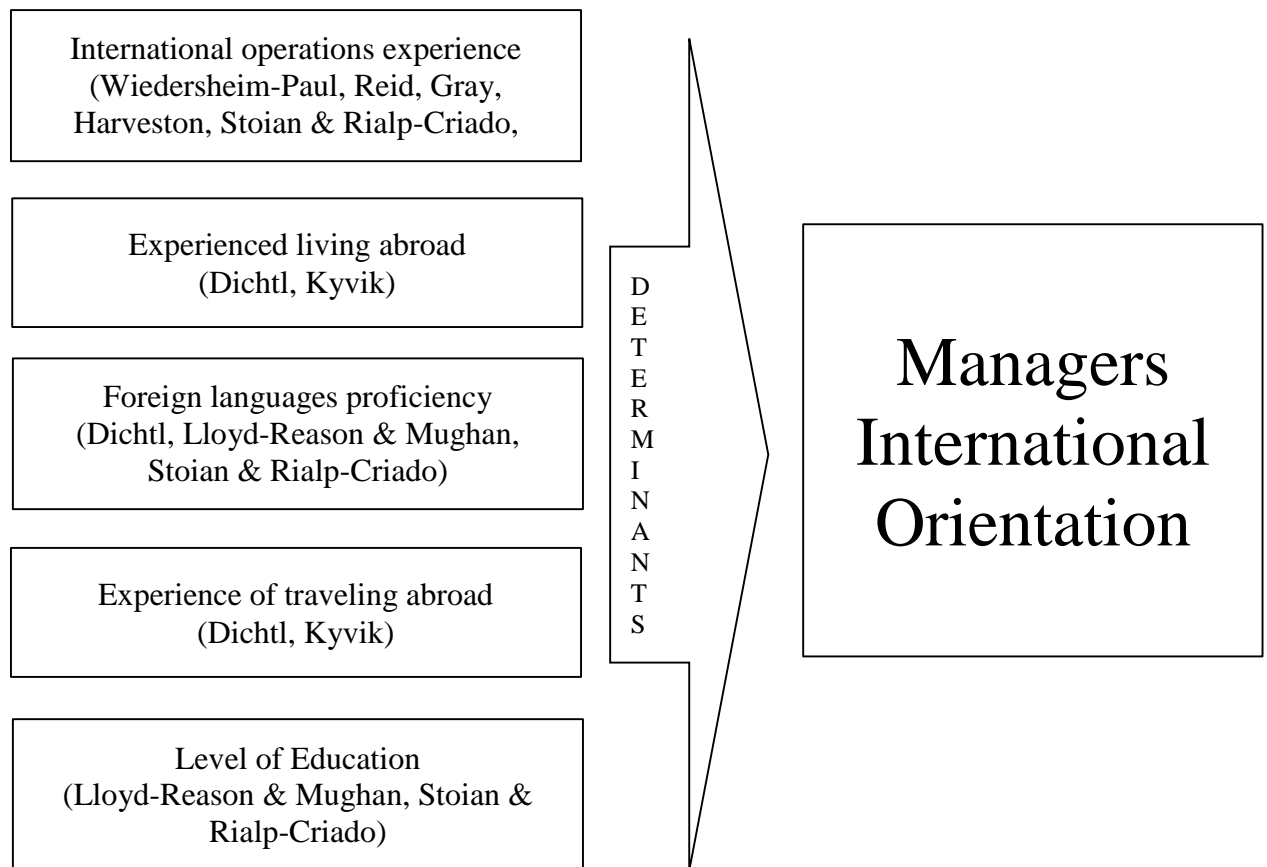 International operations experience
(Wiedersheim-Paul, Reid, Gray,
Harveston, Stoian & Rialp-Criado,
Experienced living abroad
(Dichtl, Kyvik)
Foreign languages proficiency
(Dichtl, Lloyd-Reason & Mughan,
Stoian & Rialp-Criado)
Experience of traveling abroad
(Dichtl, Kyvik)
Level of Education
(Lloyd-Reason & Mughan, Stoian &
Rialp-Criado)
D
E
T
E
R
M
I
N
A
N
T
S
Managers
International
Orientation